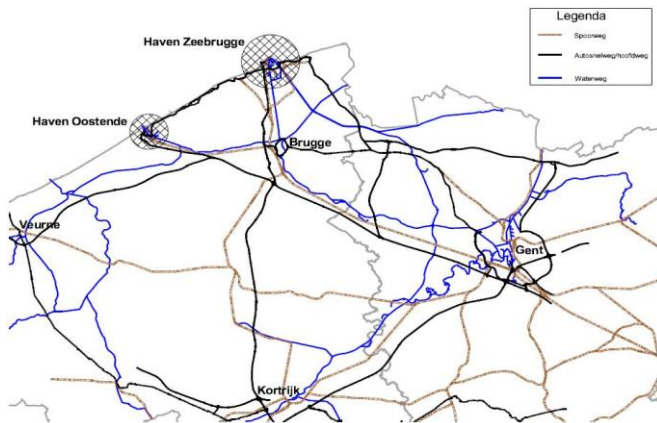 Legenda
Spoorweg
Autosnelweg/hoofdweg
Waterweg
Haven Zeebrugge
Haven Oostende
Brugge
Veurne
Gent
Kortrijk